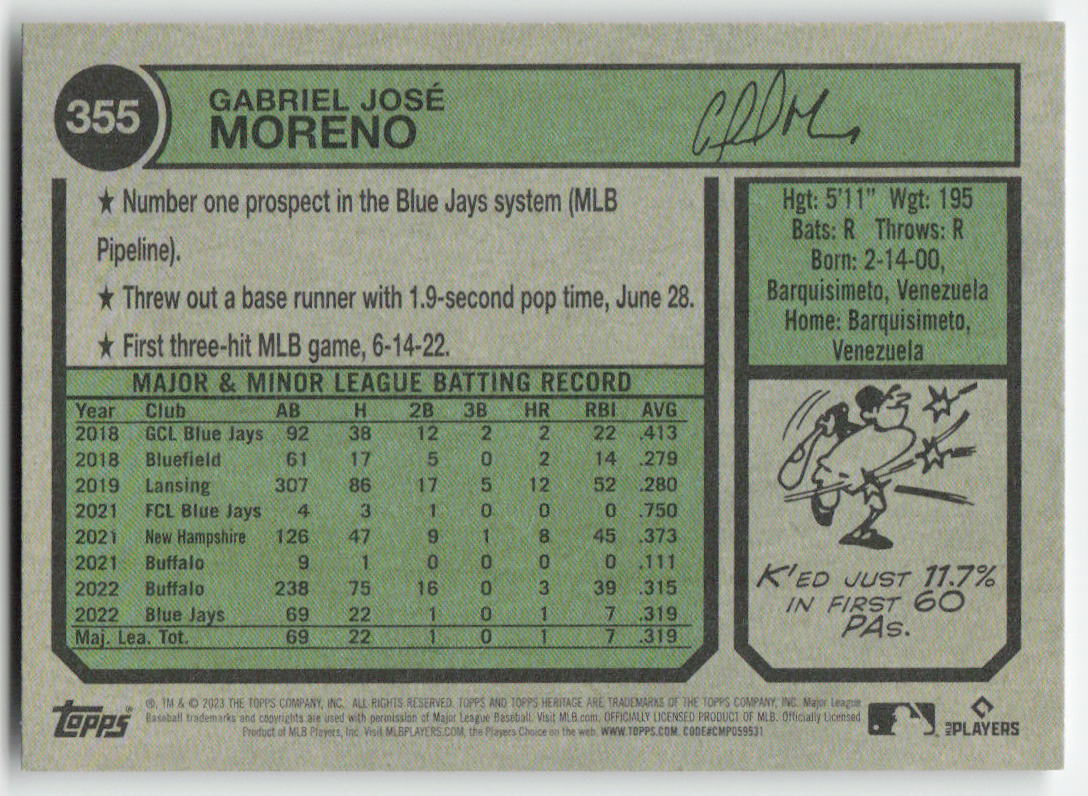 355
GABRIEL JOSÉ
MORENO
★ Number one prospect in the Blue Jays system (MLB
Pipeline).
★ Threw out a base runner with 1.9-second pop time, June 28.
★ First three-hit MLB game, 6-14-22.
MAJOR & MINOR LEAGUE BATTING RECORD
Year Club AB H 2B 3B HR RBI AVG
2018 GCL Blue Jays 92 38 12 2 2 22 .413
2018 Bluefield 61 17 5 0 2 14 .279
2019 Lansing 307 86 17 5 12 52 .280
2021 FCL Blue Jays 4 3 1 0 0 0 .750
2021 New Hampshire 126 47 9 1 8 45 .373
2021 Buffalo 9 1 0 0 0 0 .111
2022 Buffalo 238 75 16 0 3 39 .315
2022 Blue Jays 69 22 1 0 1 7 .319
Maj. Lea. Tot. 69 22 1 0 1 7 .319
Hgt: 5'11" Wgt: 195
Bats: R Throws: R
Born: 2-14-00,
Barquisimeto, Venezuela
Home: Barquisimeto,
Venezuela
K'ED JUST 11.7%
IN FIRST 60
PAS.
Topps®
®, TM & © 2023 THE TOPPS COMPANY, INC. ALL RIGHTS RESERVED. TOPPS AND TOPPS HERITAGE ARE TRADEMARKS OF THE TOPPS COMPANY, INC. Major League
Baseball trademarks and copyrights are used with permission of Major League Baseball. Visit MLB.com. OFFICIALLY LICENSED PRODUCT OF MLB. Officially Licensed
Product of MLB Players, Inc. Visit MLBPLAYERS.COM, the Players Choice on the web. WWW.TOPPS.COM. CODE#CMP059531
MLB PLAYERS